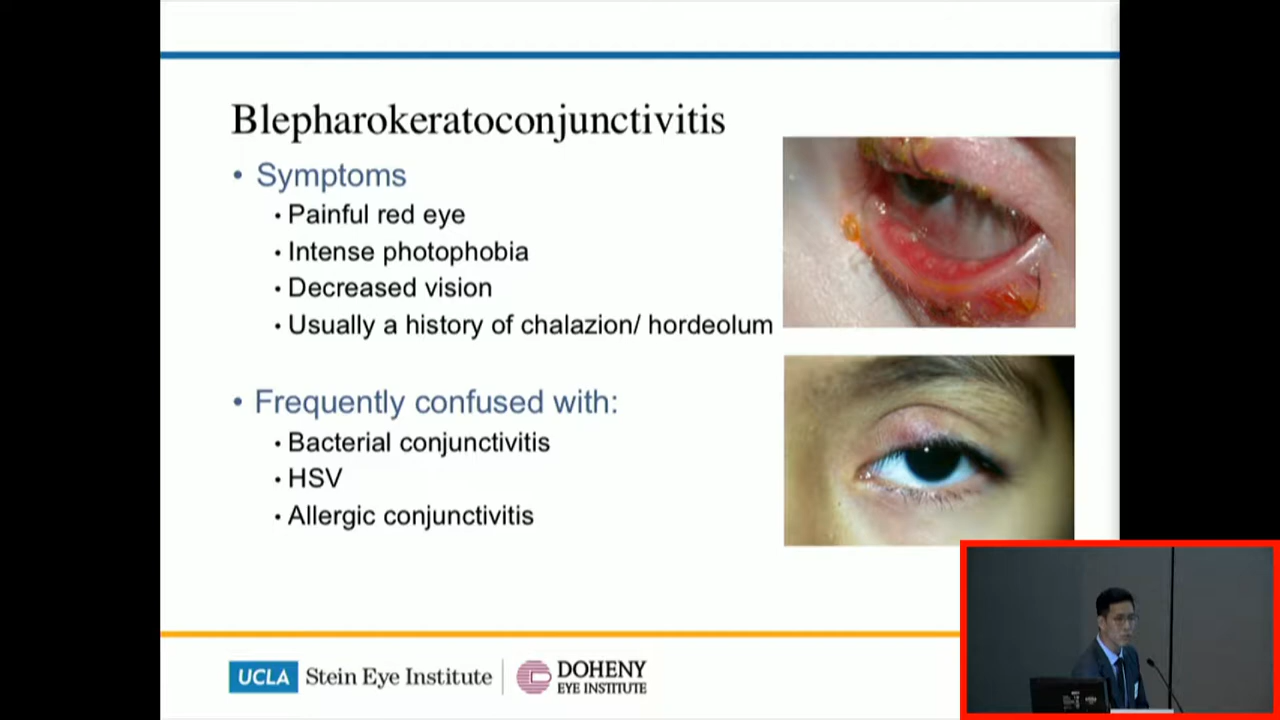 Blepharokeratoconjunctivitis
• Symptoms
• Painful red eye
• Intense photophobia
• Decreased vision
• Usually a history of chalazion/ hordeolum
• Frequently confused with:
• Bacterial conjunctivitis
• HSV
• Allergic conjunctivitis
UCLA Stein Eye Institute
DOHENY
EYE INSTITUTE